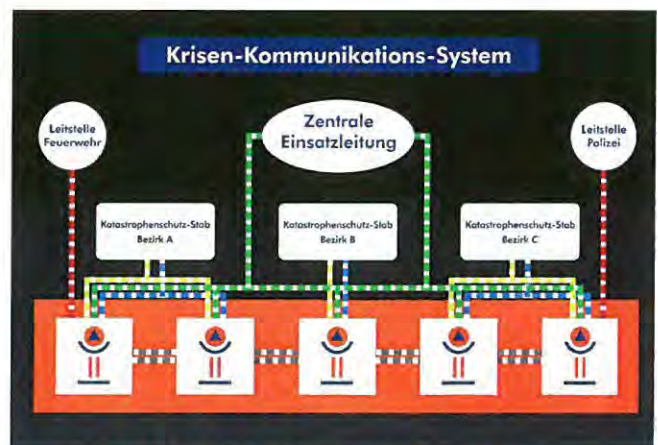 Krisen-Kommunikations-System
Leitstelle
Feuerwehr
Zentrale
Einsatzleitung
Leitstelle
Polizei
Katastrophenschutz-Stab
Bezirk A
Katastrophenschutz-Stab
Bezirk B
Katastrophenschutz-Stab
Bezirk C